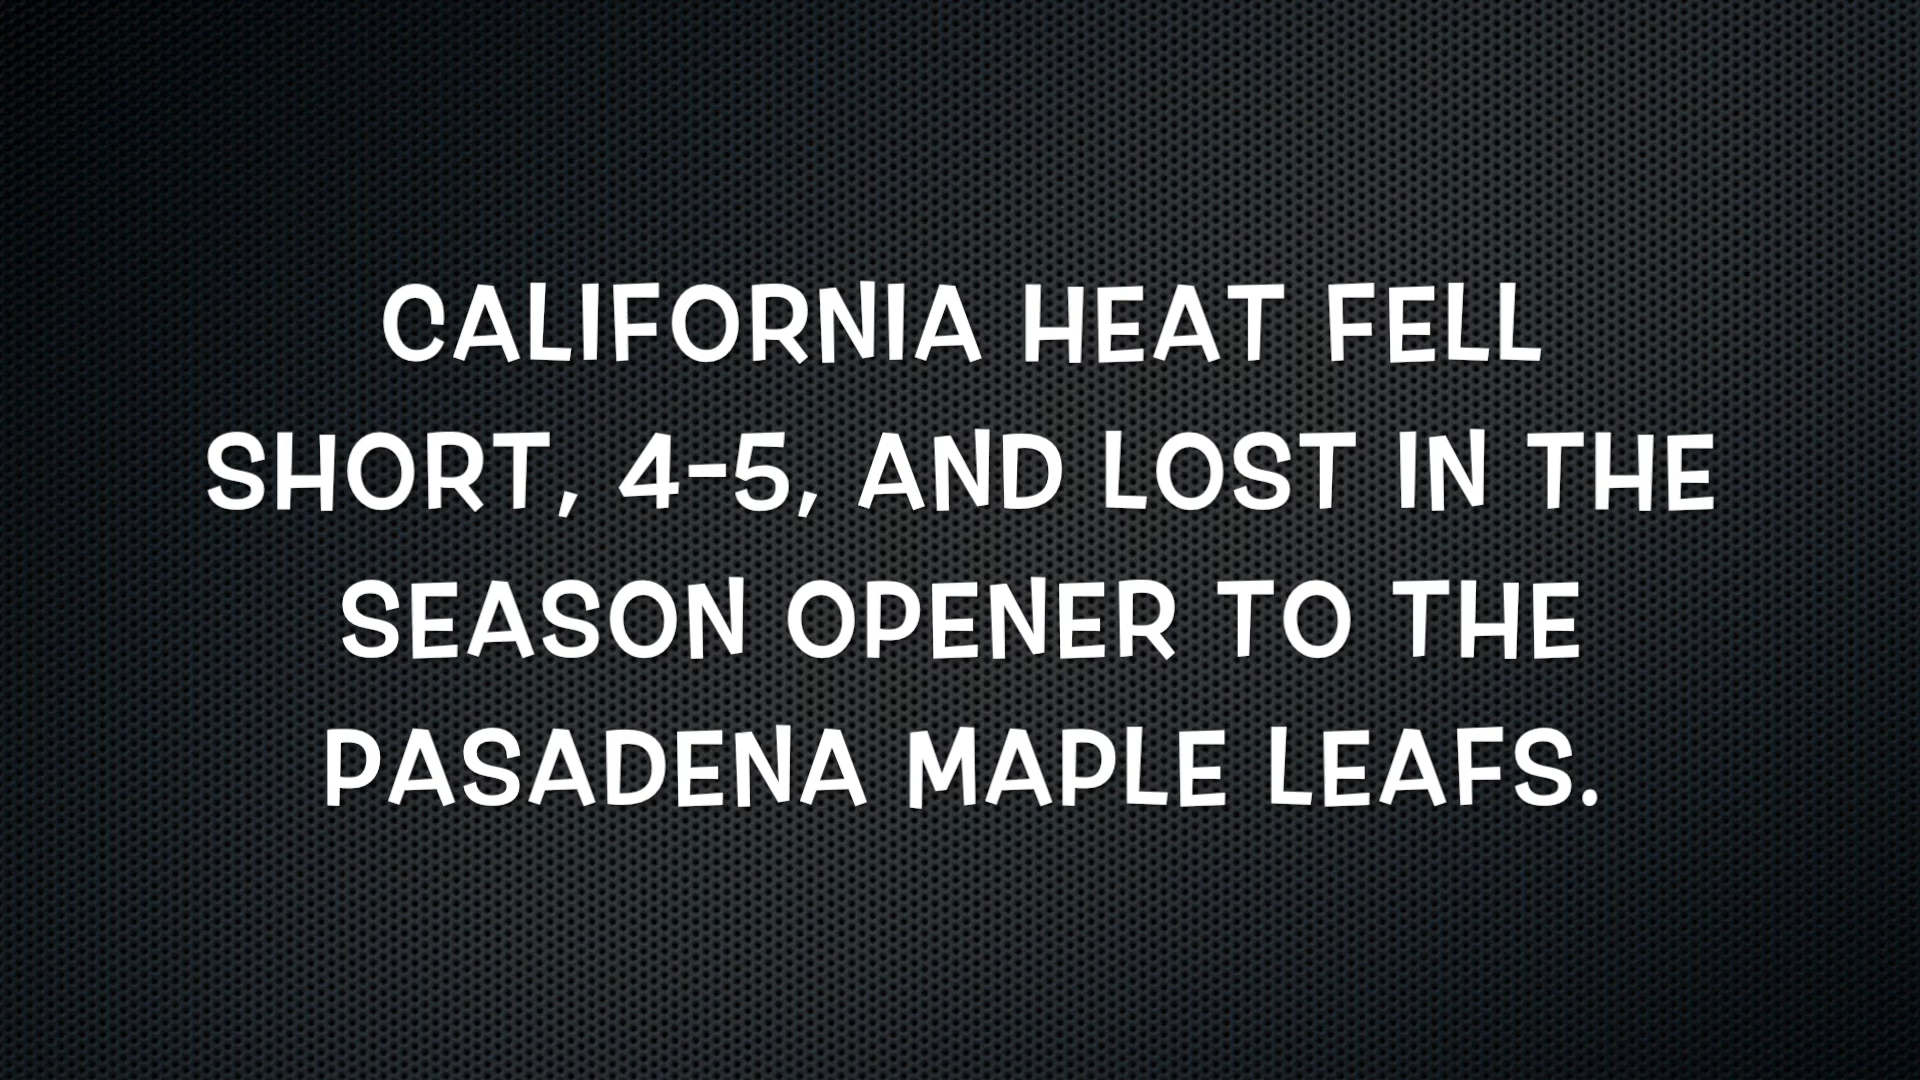 CALIFORNIA HEAT FELL
SHORT, 4-5, AND LOST IN THE
SEASON OPENER TO THE
PASADENA MAPLE LEAFS.